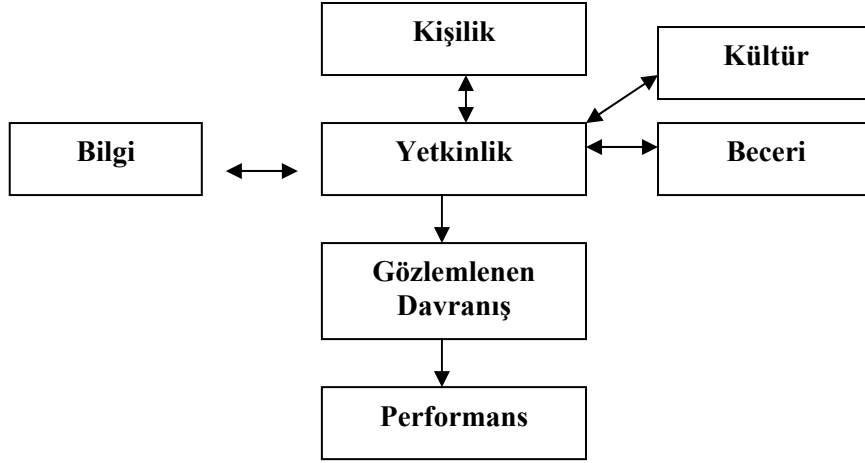 Kişilik
Kültür
Bilgi
Yetkinlik
Beceri
Gözlemlenen
Davranış
Performans